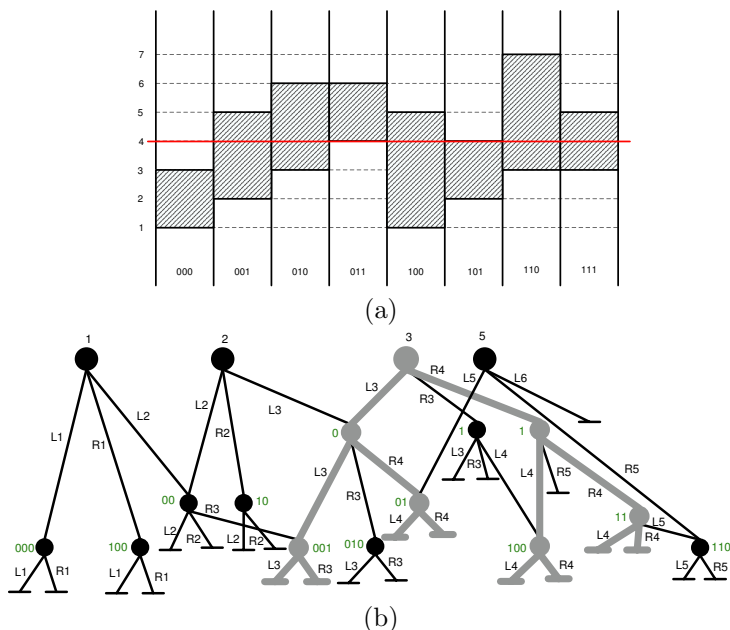 7
6
5
4
3
2
1
000 001 010 011 100 101 110 111
(a)
1 2 3 5
L5 L6
R4
L3 R3
L2 L3
L2
L1 R1 R2
0 1 1
L3 R3 L4
L3 R4 L4 R5 R5
R3 R4
00 R3 10 01 11
L2 R2 L2 R2 L4 R4 L4 R4 L5
000 100 001 010 100 110
L1 R1 L1 R1 L3 R3 L3 R3 L4 R4 L5 R5
(b)